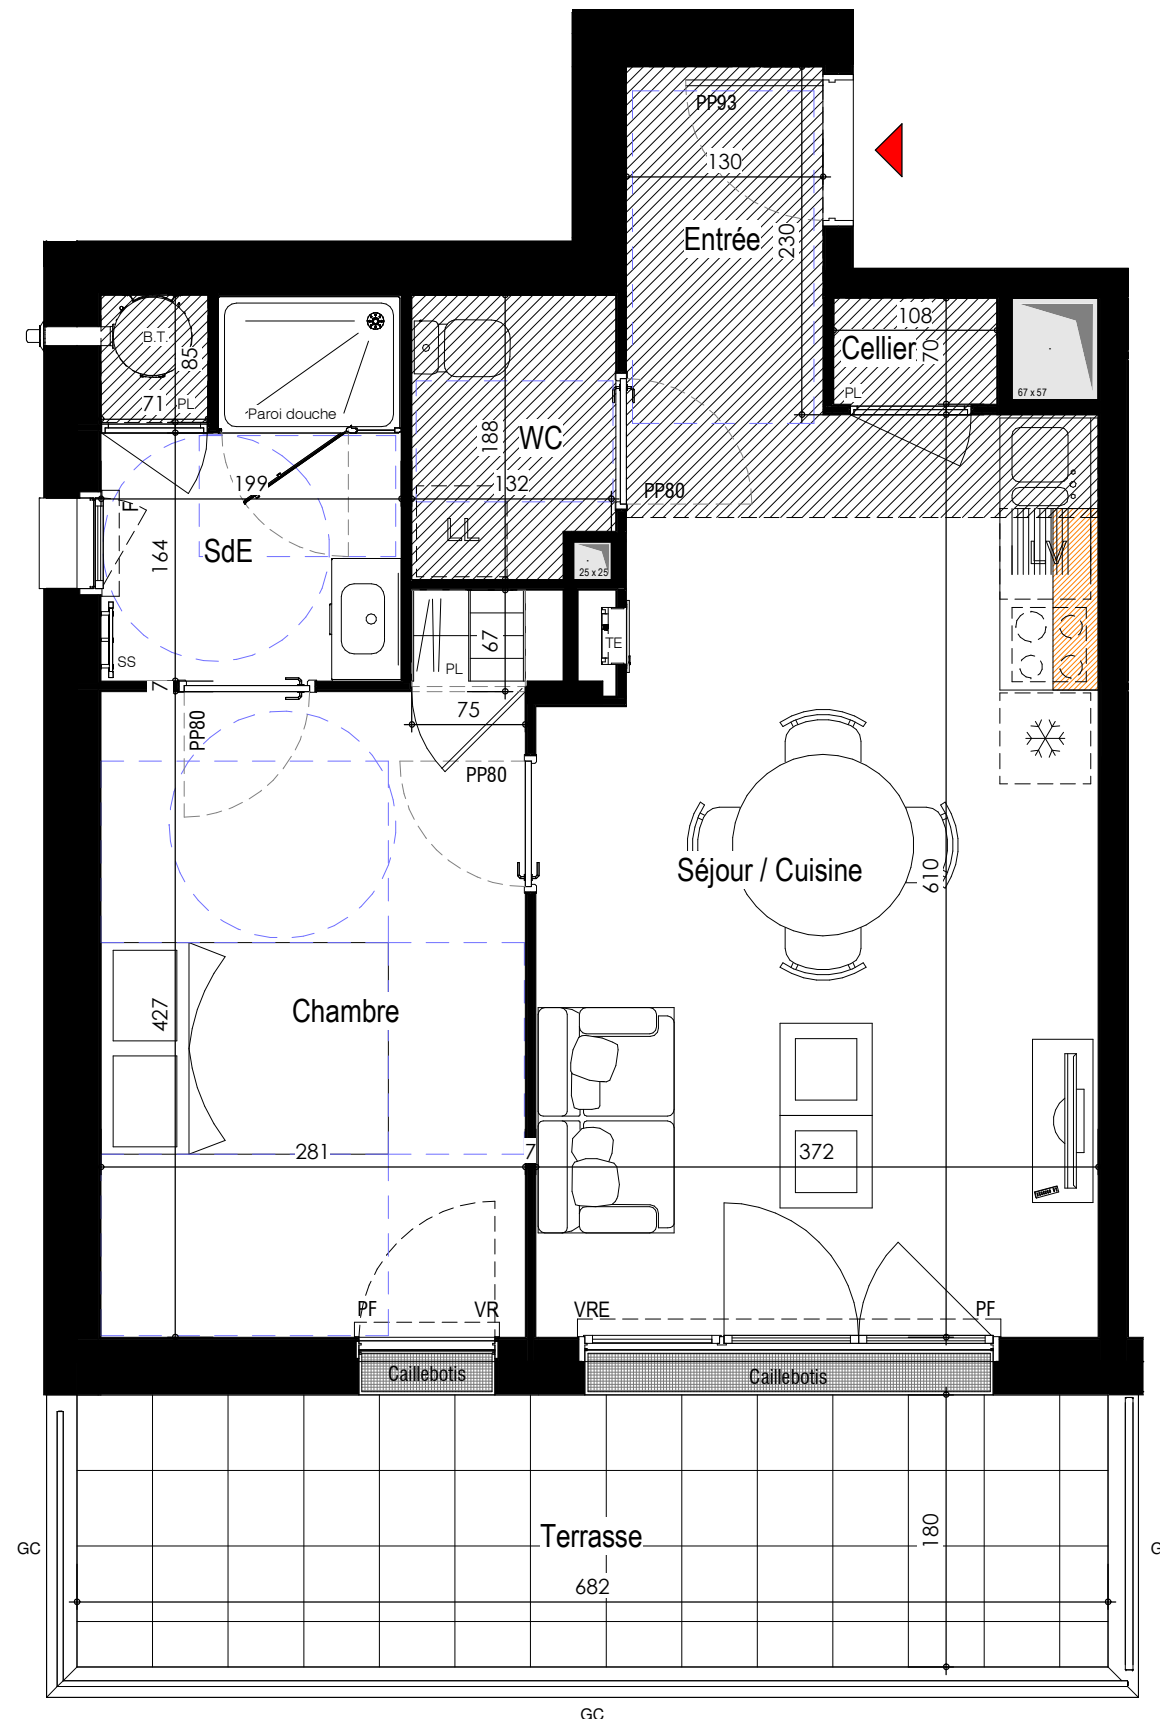 PP93
130
Entrée
230
B.T.
85
71
PL
Paroi douche
108
Cellier
70
PL
67 x 57
188
WC
132
LL
PP80
199
F
164
SdE
SS
25 x 25
TE
LV
67
PL
75
7
PP80
PP80
Séjour / Cuisine
610
Chambre
427
281
7
372
PF
VR
VRE
PF
Caillebotis
Caillebotis
GC
Terrasse
180
G
682
GC